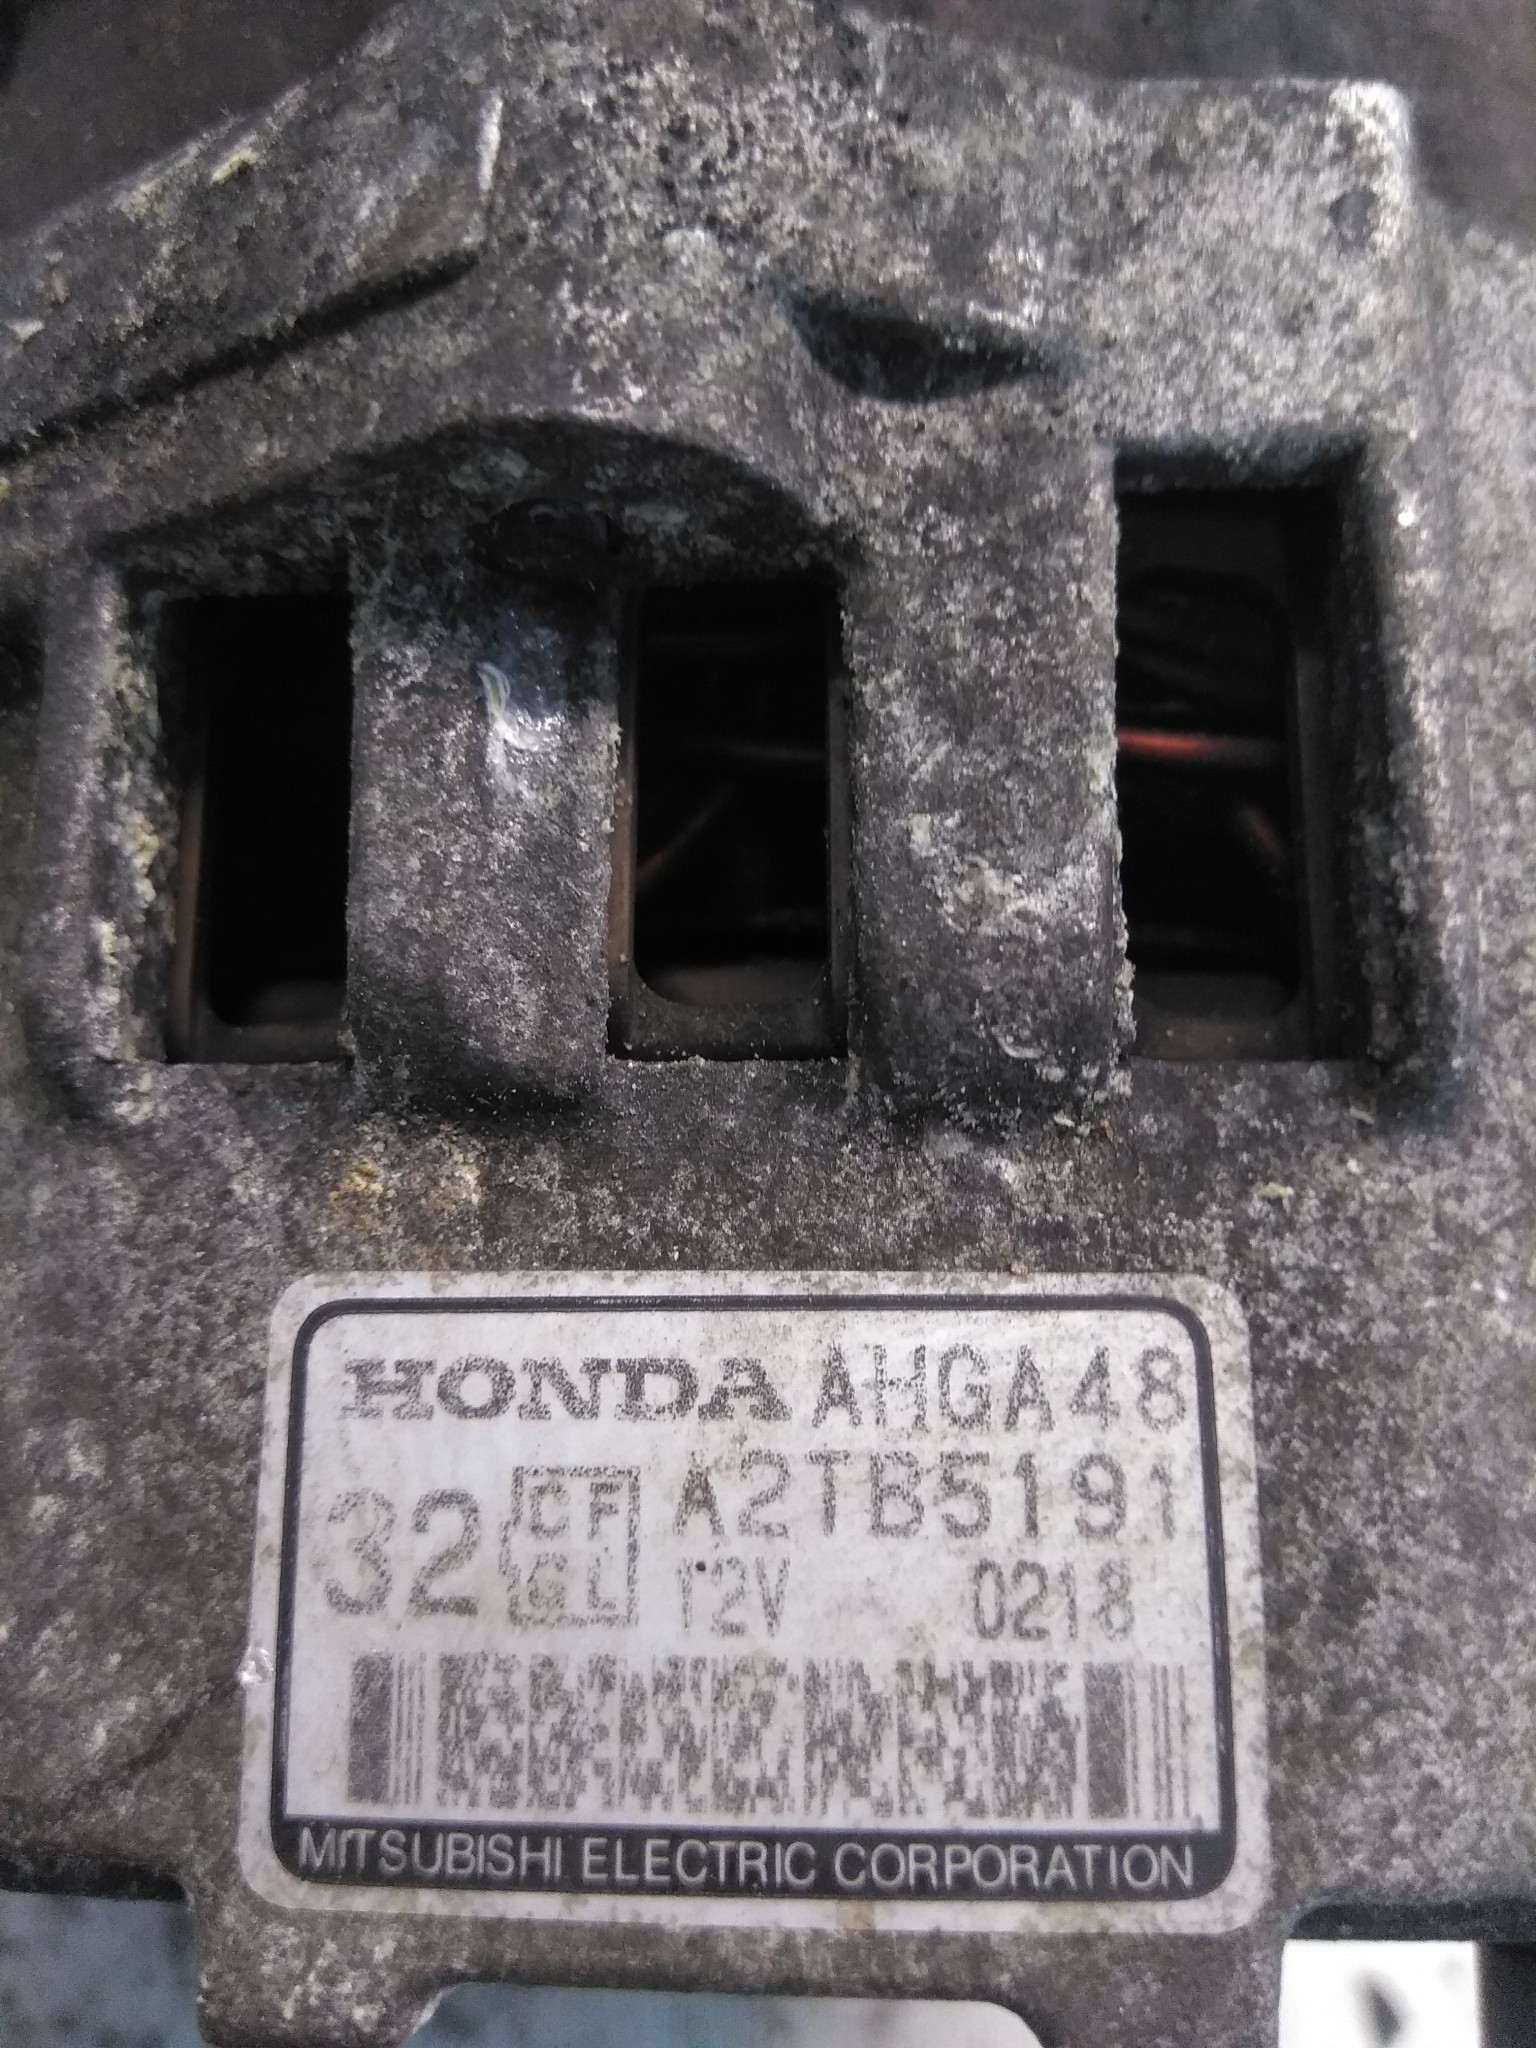 HONDA AHGA48
32 CF A2TB5191
GL 12V 0218
MITSUBISHI ELECTRIC CORPORATION